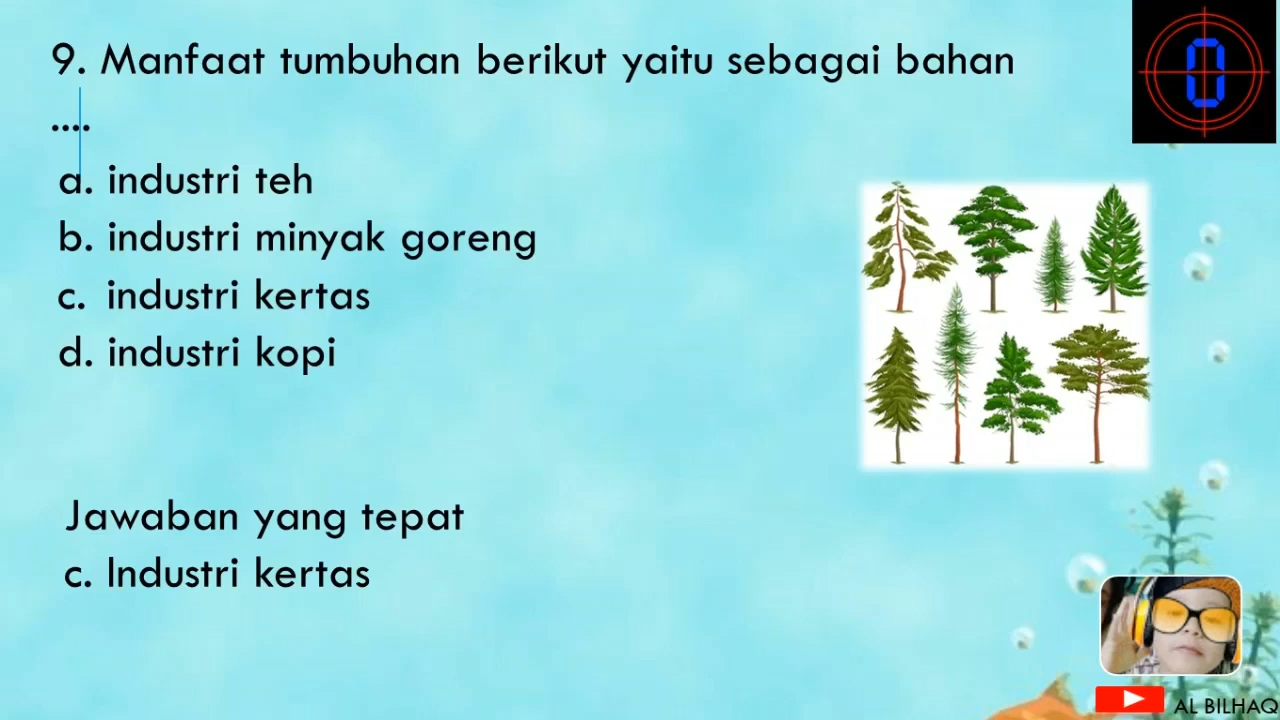 9. Manfaat tumbuhan berikut yaitu sebagai bahan
....
a. industri teh
b. industri minyak goreng
c. industri kertas
d. industri kopi
Jawaban yang tepat
c. Industri kertas
0
AL BILHAQ